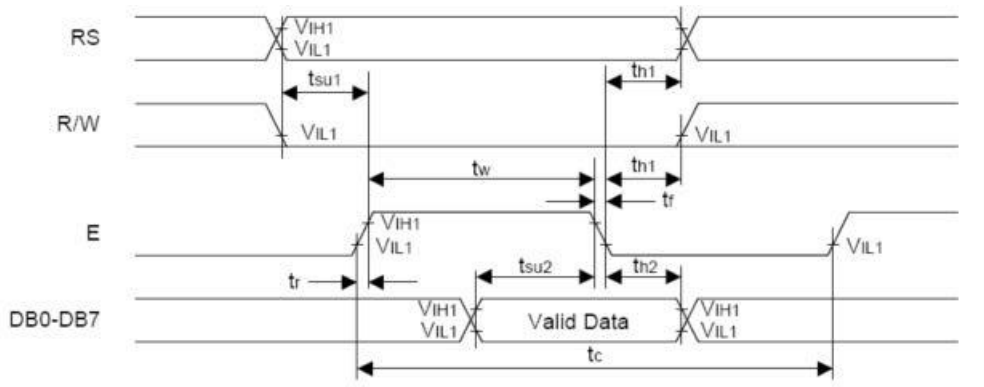 RS
VIH1
VIL1
tsu1
th1
R/W
VIL1
VIL1
tw
th1
tf
E
VIH1
VIL1
VIL1
tr
tsu2
th2
DB0-DB7
VIH1
VIL1
Valid Data
VIH1
VIL1
tc